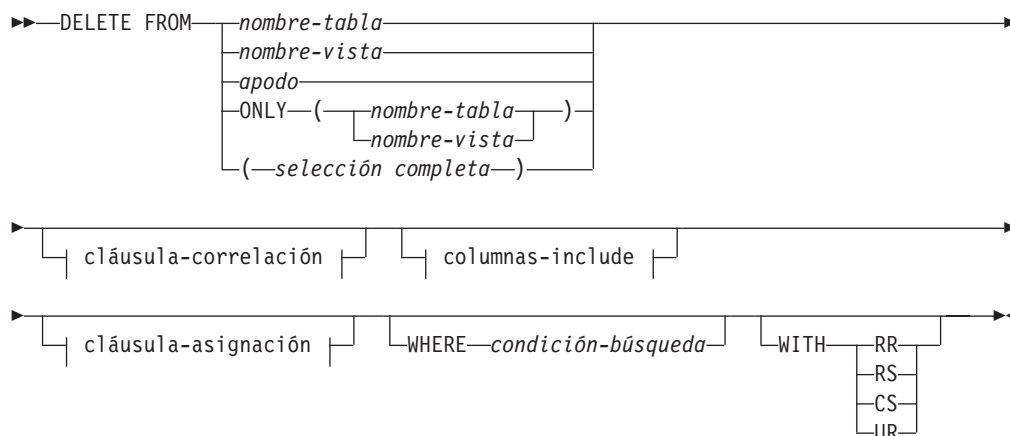 DELETE FROM nombre-tabla
nombre-vista
apodo
ONLY ( nombre-tabla )
nombre-vista
( selección completa )
cláusula-correlación columnas-include
cláusula-asignación WHERE condición-búsqueda WITH RR
RS
CS
UR